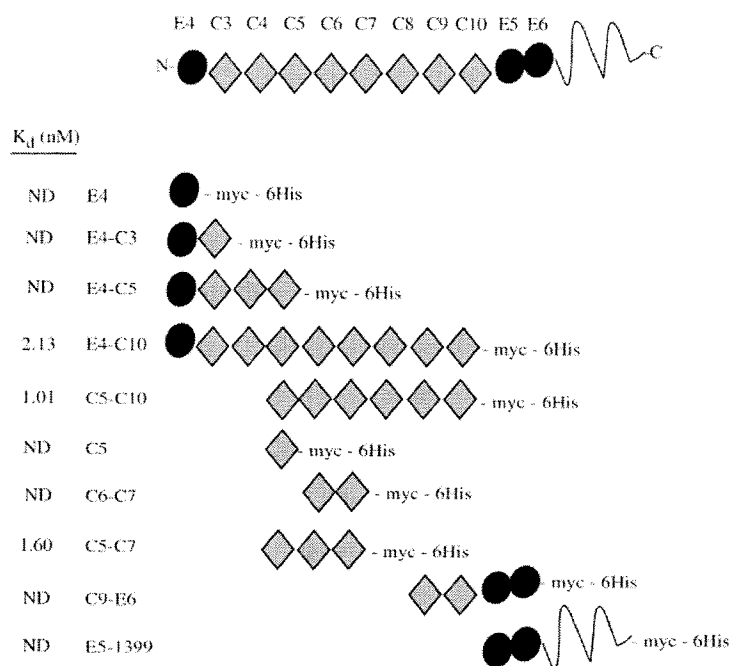 E4 C3 C4 C5 C6 C7 C8 C9 C10 E5 E6
N- -C
Kd (nM)
ND E4 - myc - 6His
ND E4-C3 - myc - 6His
ND E4-C5 - myc - 6His
2.13 E4-C10 - myc - 6His
1.01 C5-C10 - myc - 6His
ND C5 - myc - 6His
ND C6-C7 - myc - 6His
1.60 C5-C7 - myc - 6His
ND C9-E6 - myc - 6His
ND E5-1399 - myc - 6His